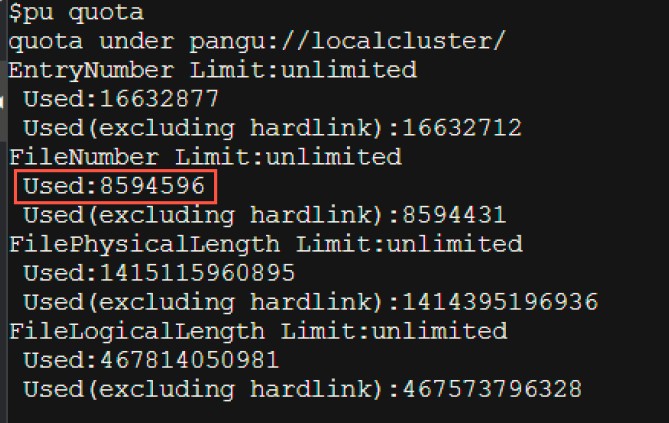 $pu quota
quota under pangu://localcluster/
EntryNumber Limit:unlimited
Used:16632877
Used(excluding hardlink):16632712
FileNumber Limit:unlimited
Used:8594596
Used(excluding hardlink):8594431
FilePhysicalLength Limit:unlimited
Used:1415115960895
Used(excluding hardlink):1414395196936
FileLogicalLength Limit:unlimited
Used:467814050981
Used(excluding hardlink):467573796328